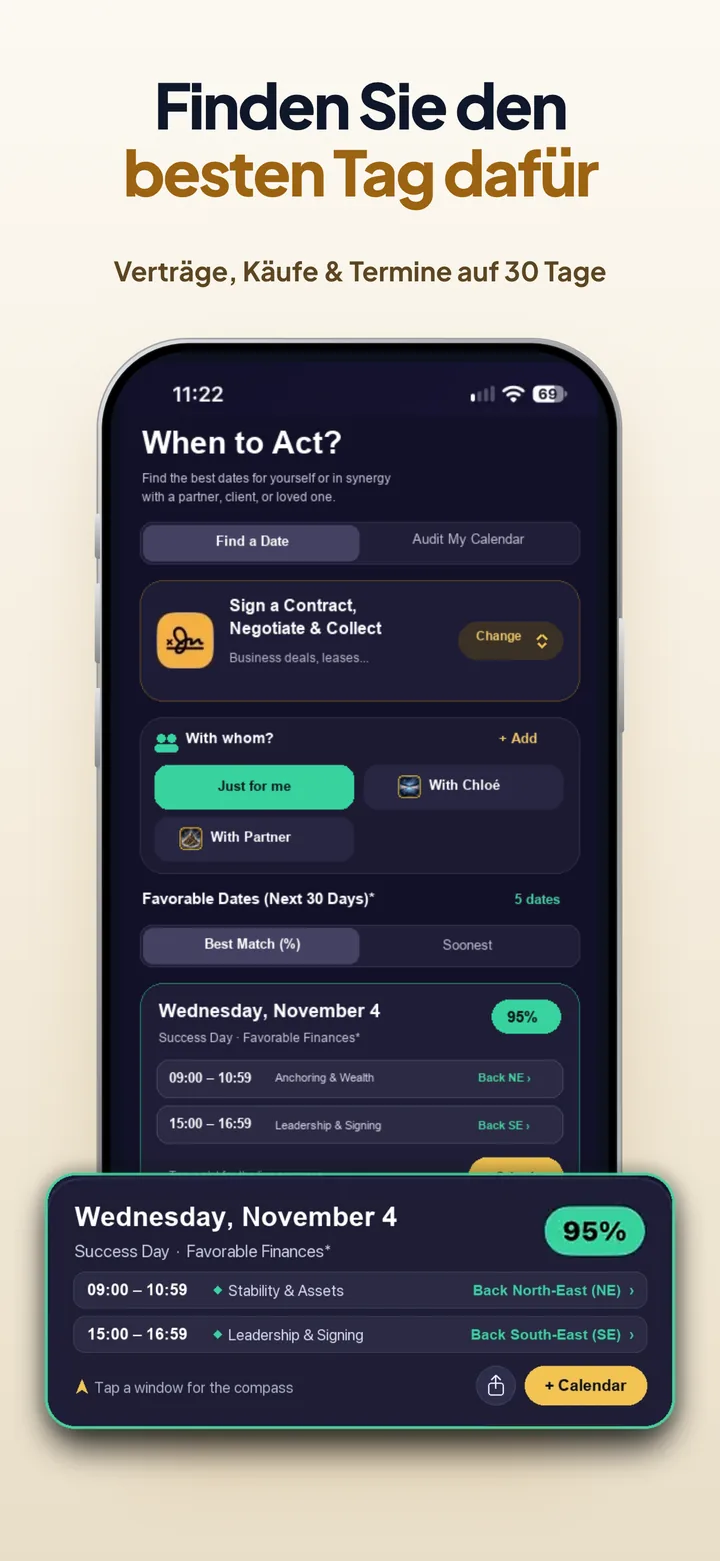 Finden Sie den
besten Tag dafür
Verträge, Käufe & Termine auf 30 Tage
11:22
69
When to Act?
Find the best dates for yourself or in synergy
with a partner, client, or loved one.
Find a Date
Audit My Calendar
Sign a Contract,
Negotiate & Collect
Business deals, leases...
Change
With whom?
+ Add
Just for me
With Chloé
With Partner
Favorable Dates (Next 30 Days)*
5 dates
Best Match (%)
Soonest
Wednesday, November 4
95%
Success Day · Favorable Finances*
09:00 – 10:59 Anchoring & Wealth Back NE ›
15:00 – 16:59 Leadership & Signing Back SE ›
Wednesday, November 4
95%
Success Day · Favorable Finances*
09:00 – 10:59 ◆ Stability & Assets Back North-East (NE) ›
15:00 – 16:59 ◆ Leadership & Signing Back South-East (SE) ›
Tap a window for the compass
+ Calendar